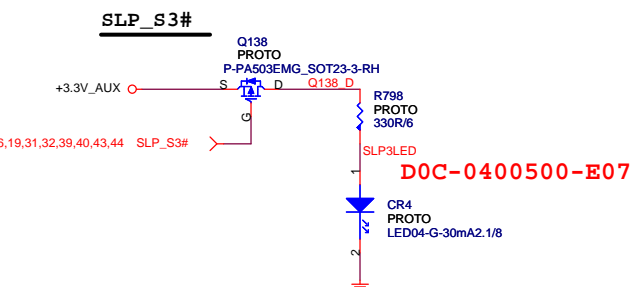 SLP_S3#
Q138
PROTO
P-PA503EMG_SOT23-3-RH
+3.3V_AUX
S
D
Q138_D
G
R798
PROTO
330R/6
6,19,31,32,39,40,43,44 SLP_S3#
SLP3LED
1
D0C-0400500-E07
CR4
PROTO
LED04-G-30mA2.1/8
2